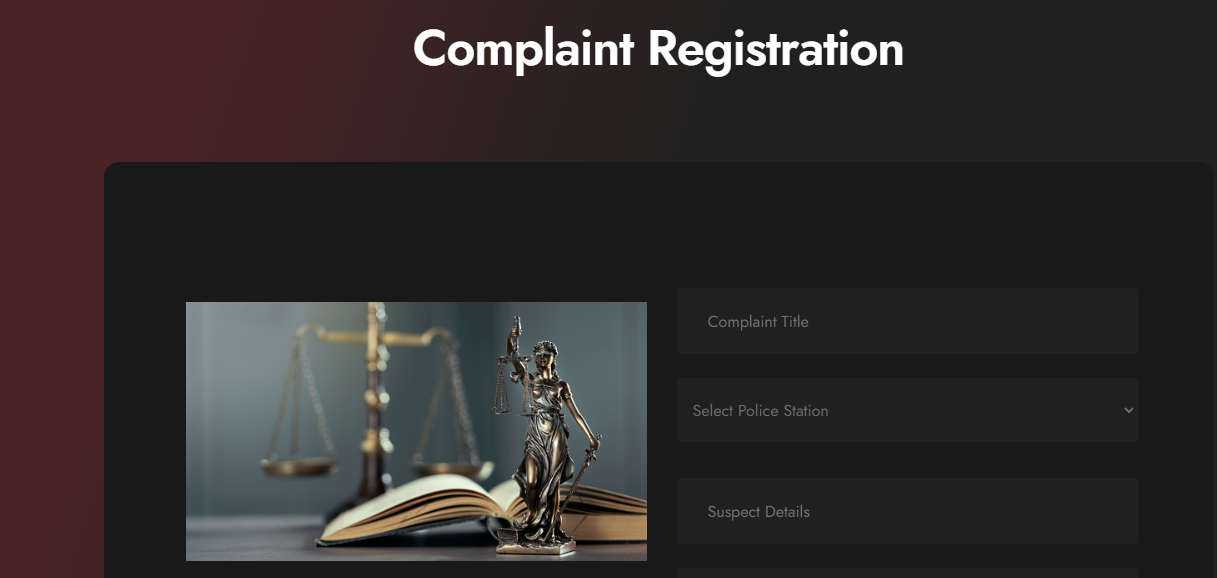 Complaint Registration
Complaint Title
Select Police Station
Suspect Details